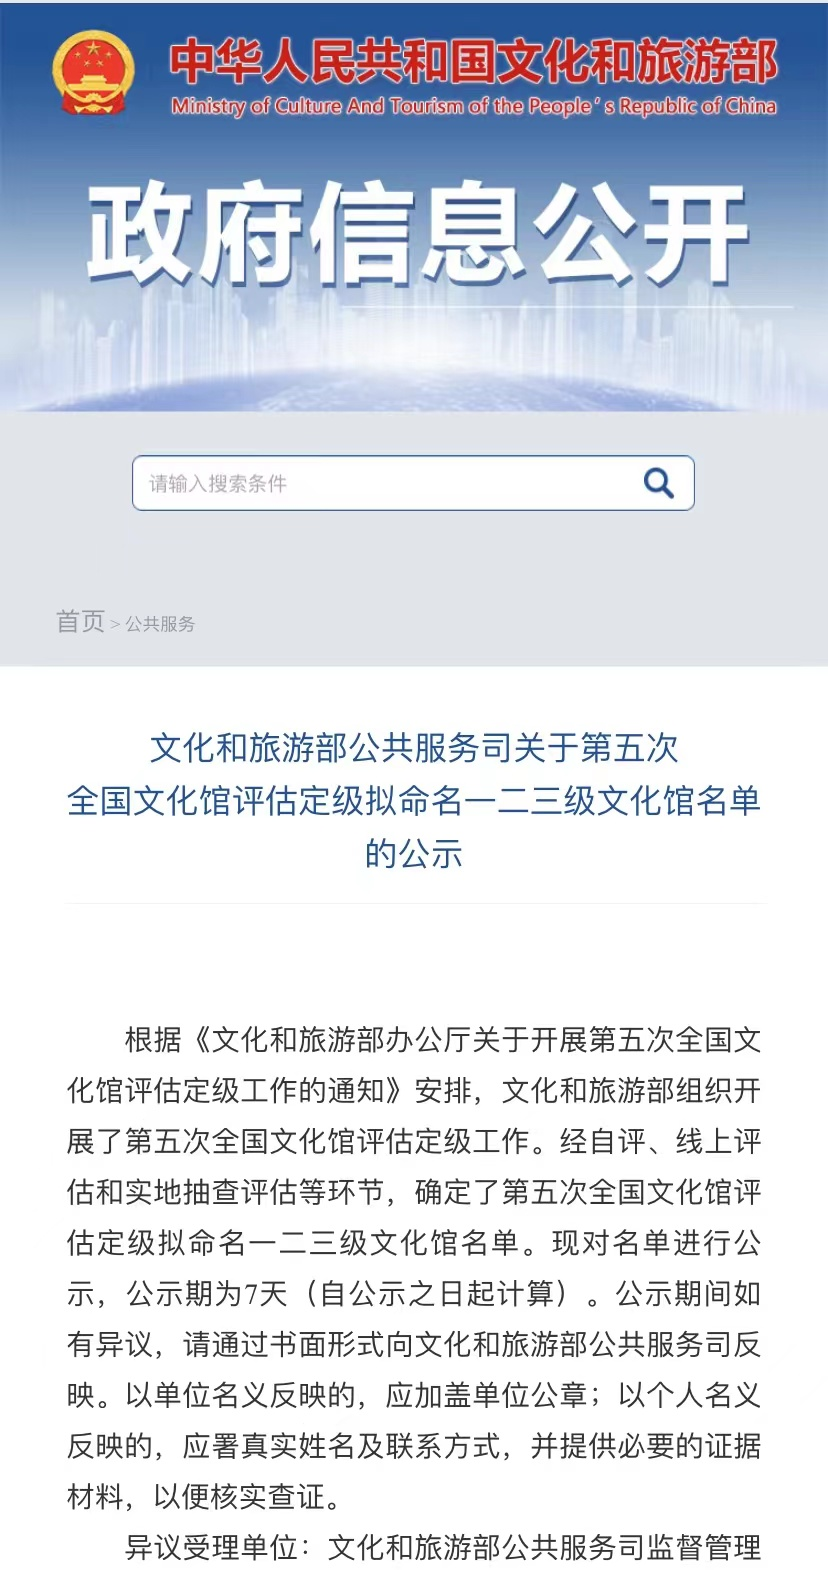 中华人民共和国文化和旅游部
Ministry of Culture And Tourism of the People's Republic of China
政府信息公开
请输入搜索条件
首页 > 公共服务
文化和旅游部公共服务司关于第五次
全国文化馆评估定级拟命名一二三级文化馆名单
的公示
根据《文化和旅游部办公厅关于开展第五次全国文
化馆评估定级工作的通知》安排，文化和旅游部组织开
展了第五次全国文化馆评估定级工作。经自评、线上评
估和实地抽查评估等环节，确定了第五次全国文化馆评
估定级拟命名一二三级文化馆名单。现对名单进行公
示，公示期为7天（自公示之日起计算）。公示期间如
有异议，请通过书面形式向文化和旅游部公共服务司反
映。以单位名义反映的，应加盖单位公章；以个人名义
反映的，应署真实姓名及联系方式，并提供必要的证据
材料，以便核实查证。
异议受理单位：文化和旅游部公共服务司监督管理